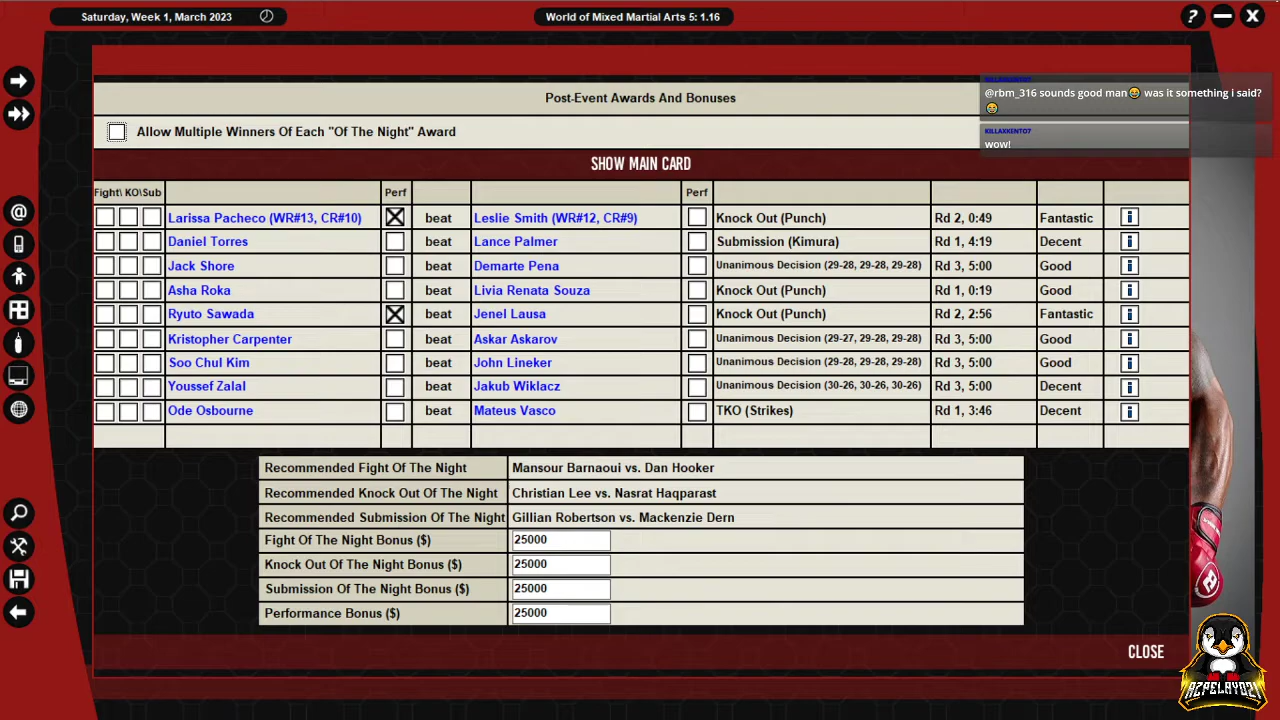 Saturday, Week 1, March 2023
World of Mixed Martial Arts 5: 1.16
?
X
Post-Event Awards And Bonuses
@rbm_316 sounds good man😄 was it something i said?
😄
Allow Multiple Winners Of Each "Of The Night" Award
KILLAXKENTO7
wow!
SHOW MAIN CARD
Fight\ KO\Sub Perf Perf
Larissa Pacheco (WR#13, CR#10) beat Leslie Smith (WR#12, CR#9) Knock Out (Punch) Rd 2, 0:49 Fantastic i
Daniel Torres beat Lance Palmer Submission (Kimura) Rd 1, 4:19 Decent i
Jack Shore beat Demarte Pena Unanimous Decision (29-28, 29-28, 29-28) Rd 3, 5:00 Good i
Asha Roka beat Livia Renata Souza Knock Out (Punch) Rd 1, 0:19 Good i
Ryuto Sawada beat Jenel Lausa Knock Out (Punch) Rd 2, 2:56 Fantastic i
Kristopher Carpenter beat Askar Askarov Unanimous Decision (29-27, 29-28, 29-28) Rd 3, 5:00 Good i
Soo Chul Kim beat John Lineker Unanimous Decision (29-28, 29-28, 29-28) Rd 3, 5:00 Good i
Youssef Zalal beat Jakub Wiklacz Unanimous Decision (30-26, 30-26, 30-26) Rd 3, 5:00 Decent i
Ode Osbourne beat Mateus Vasco TKO (Strikes) Rd 1, 3:46 Decent i
Recommended Fight Of The Night Mansour Barnaoui vs. Dan Hooker
Recommended Knock Out Of The Night Christian Lee vs. Nasrat Haqparast
Recommended Submission Of The Night Gillian Robertson vs. Mackenzie Dern
Fight Of The Night Bonus ($) 25000
Knock Out Of The Night Bonus ($) 25000
Submission Of The Night Bonus ($) 25000
Performance Bonus ($) 25000
CLOSE
AZPELAYO21